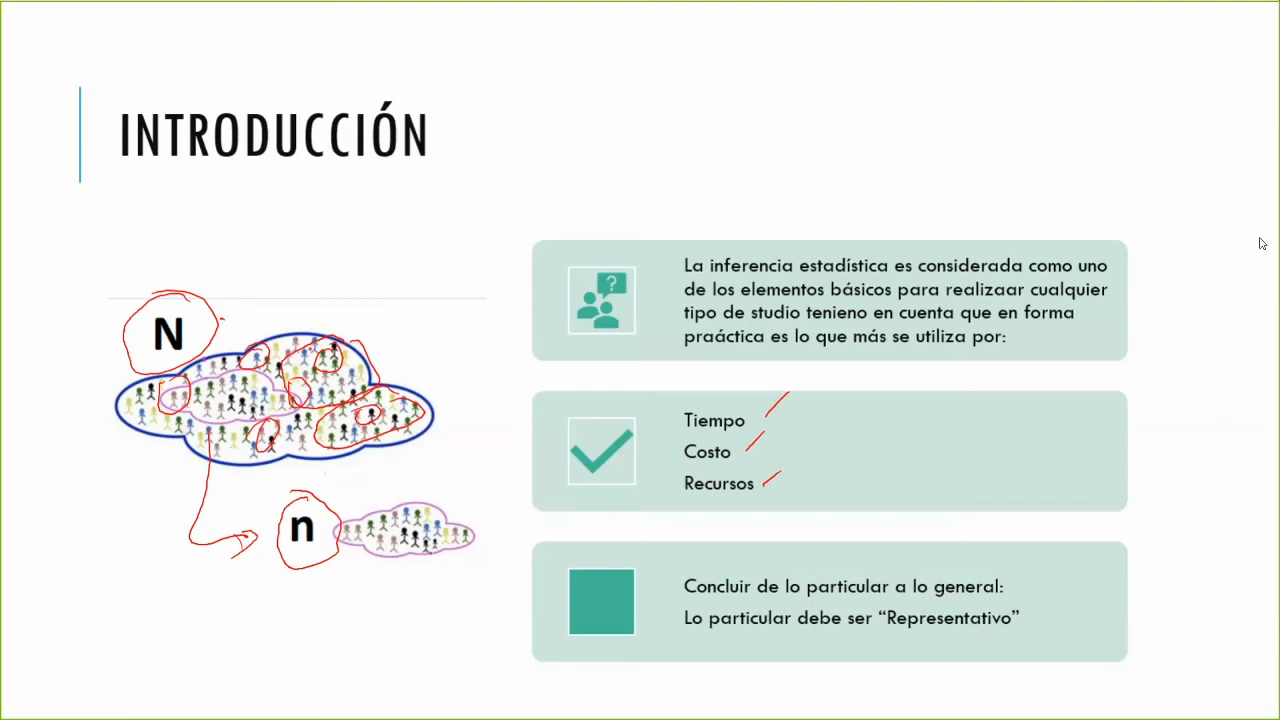 INTRODUCCIÓN
N
n
La inferencia estadística es considerada como uno
de los elementos básicos para realizaar cualquier
tipo de studio tenieno en cuenta que en forma
praáctica es lo que más se utiliza por:
Tiempo
Costo
Recursos
Concluir de lo particular a lo general:
Lo particular debe ser “Representativo”
?